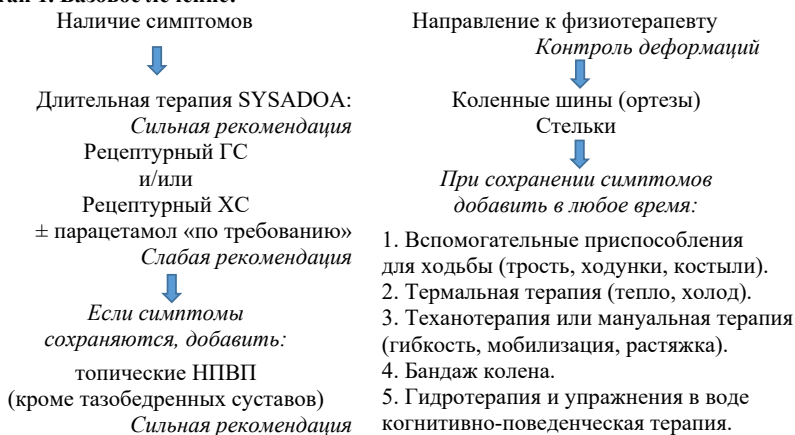 Наличие симптомов
Длительная терапия SYSADOA:
Сильная рекомендация
Рецептурный ГС
и/или
Рецептурный ХС
± парацетамол «по требованию»
Слабая рекомендация
Если симптомы
сохраняются, добавить:
топические НПВП
(кроме тазобедренных суставов)
Сильная рекомендация
Направление к физиотерапевту
Контроль деформаций
Коленные шины (ортезы)
Стельки
При сохранении симптомов
добавить в любое время:
1. Вспомогательные приспособления
для ходьбы (трость, ходунки, костыли).
2. Термальная терапия (тепло, холод).
3. Теханотерапия или мануальная терапия
(гибкость, мобилизация, растяжка).
4. Бандаж колена.
5. Гидротерапия и упражнения в воде
когнитивно-поведенческая терапия.